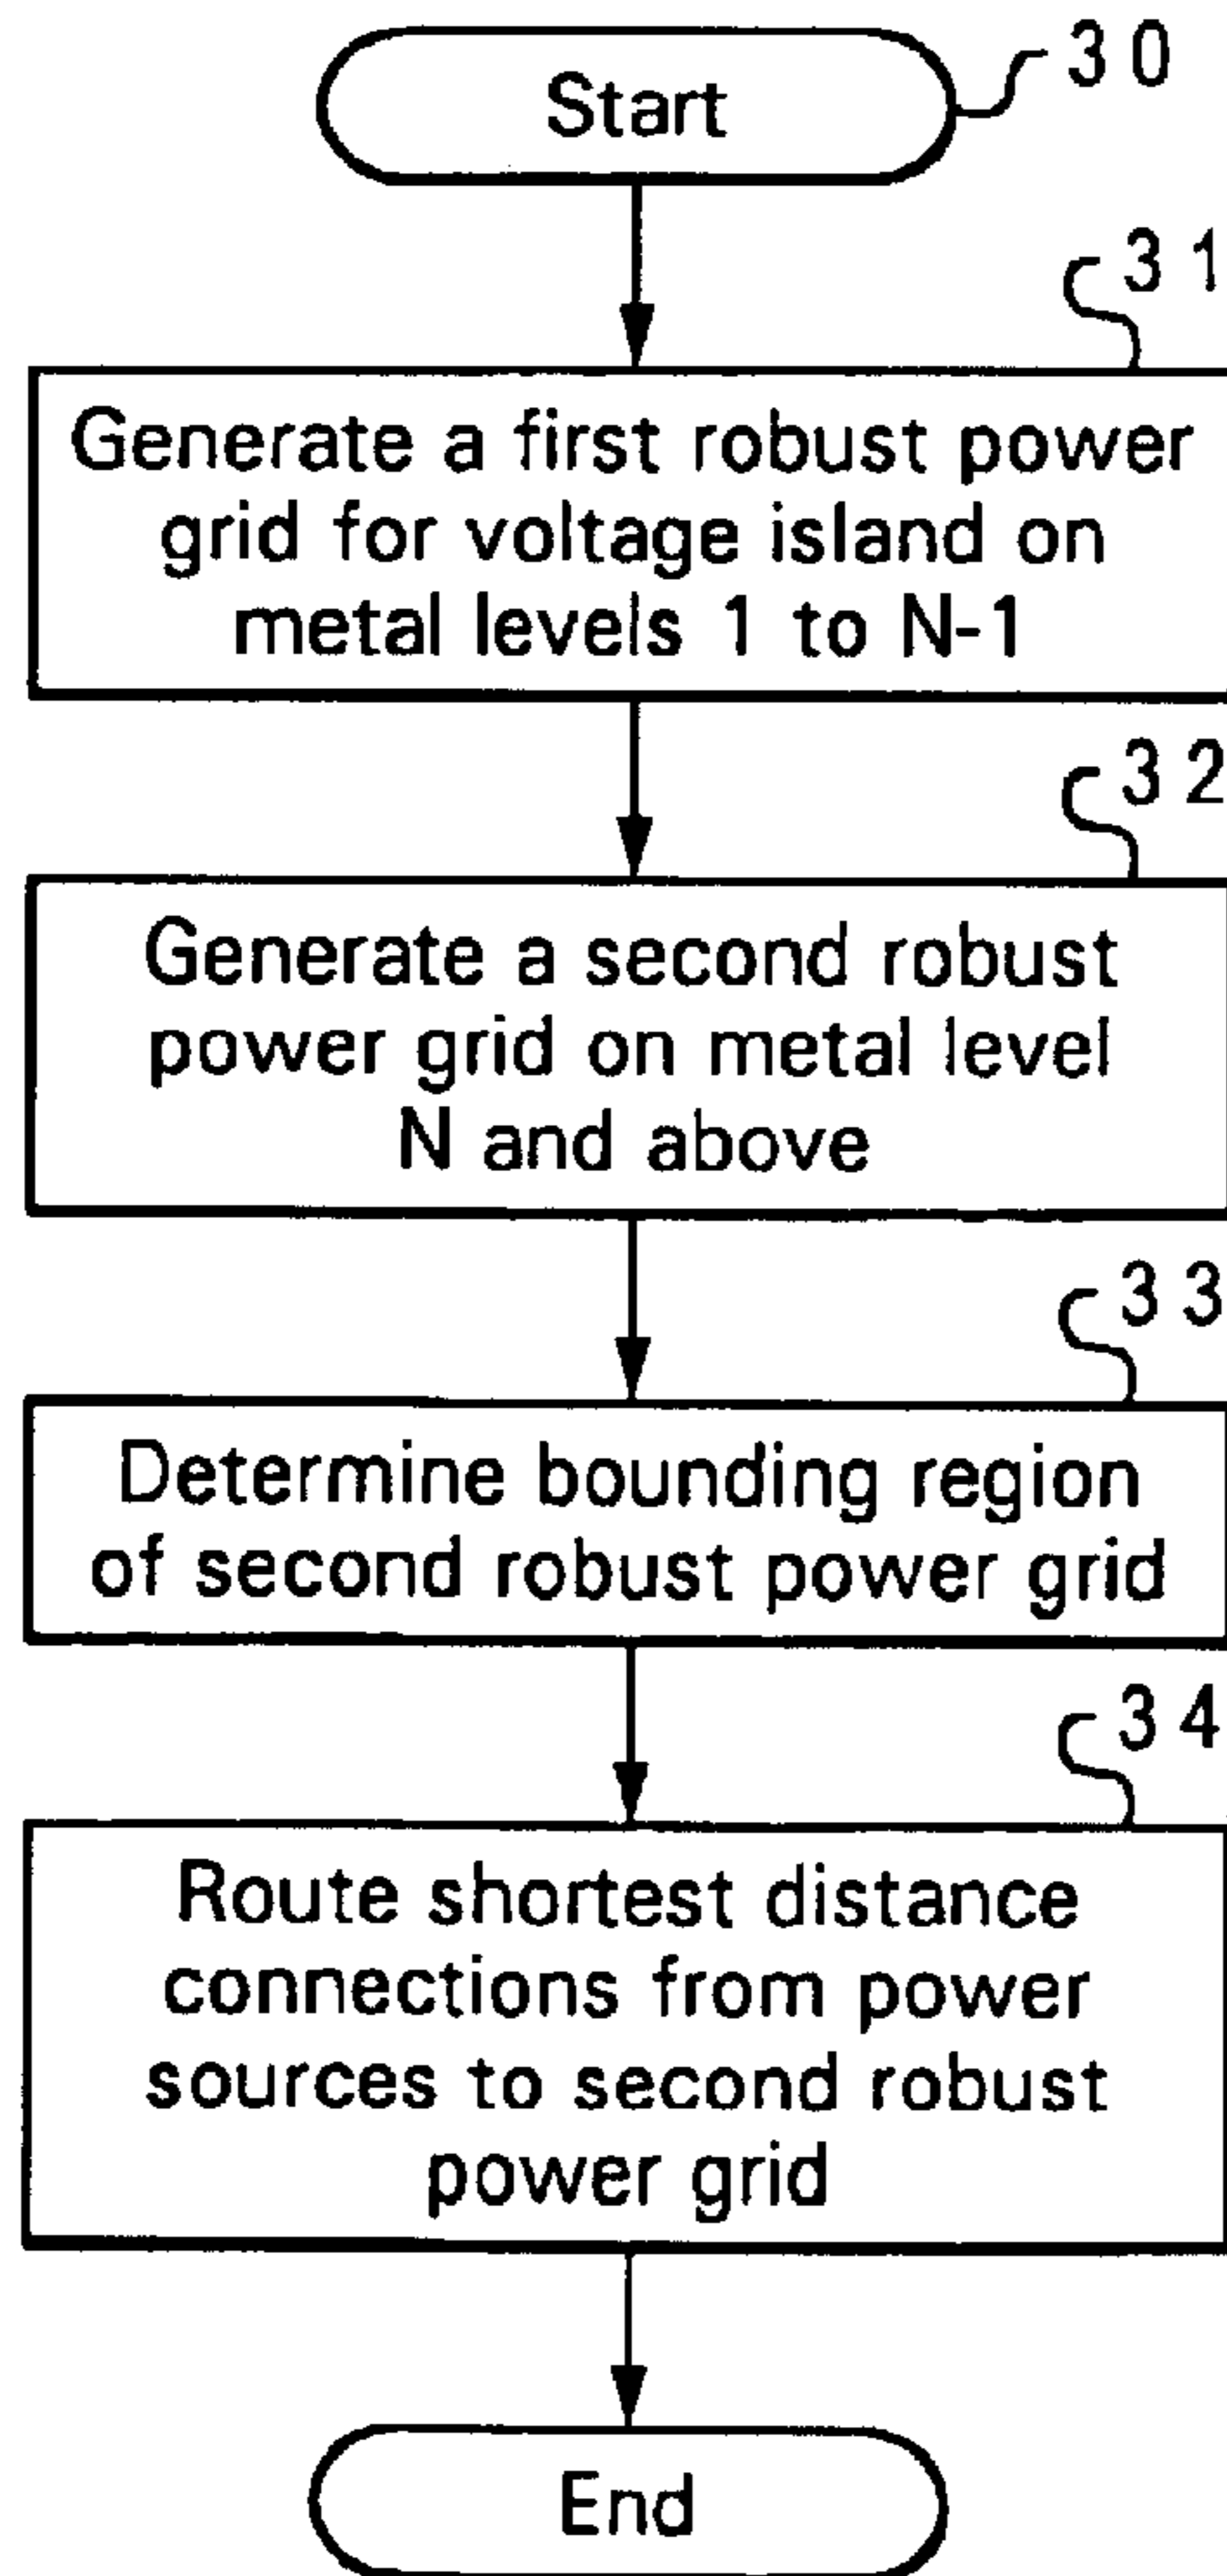 Start
30
31
Generate a first robust power
grid for voltage island on
metal levels 1 to N-1
32
Generate a second robust
power grid on metal level
N and above
33
Determine bounding region
of second robust power grid
34
Route shortest distance
connections from power
sources to second robust
power grid
End